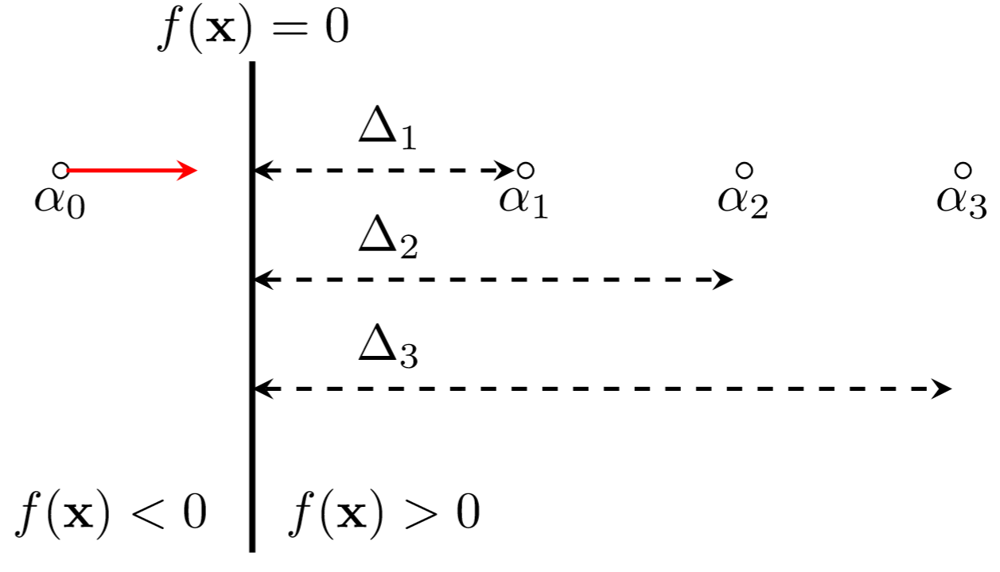 f(x) = 0
Δ₁
α₀ α₁ α₂ α₃
Δ₂
Δ₃
f(x) < 0 f(x) > 0